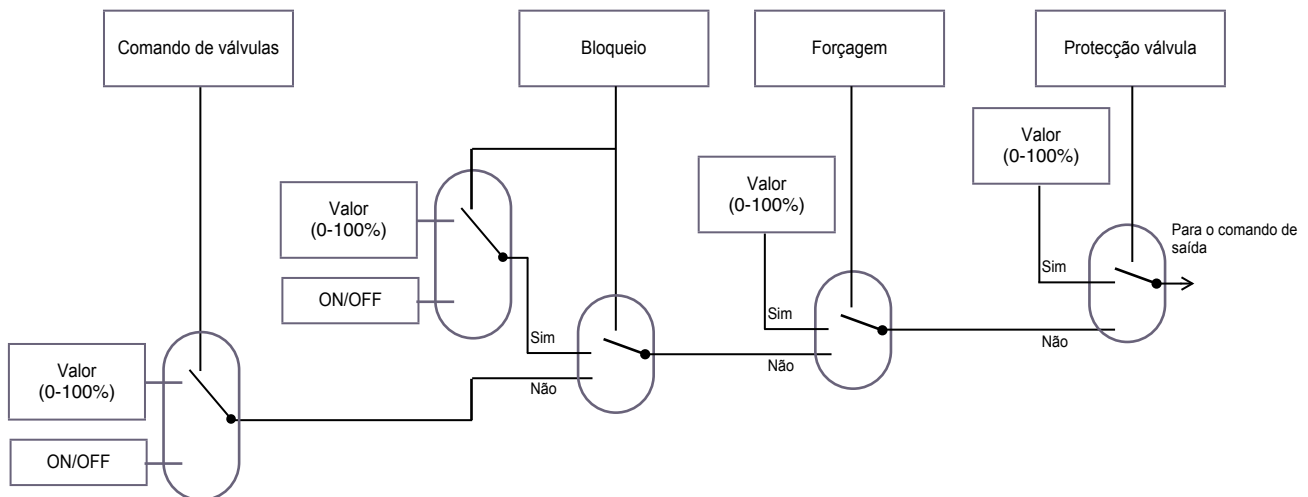 Comando de válvulas
Bloqueio
Forçagem
Protecção válvula
Valor
(0-100%)
Valor
(0-100%)
Valor
(0-100%)
Para o comando de
saída
Sim
ON/OFF
Sim
Sim
Não
Valor
(0-100%)
Não
Não
ON/OFF